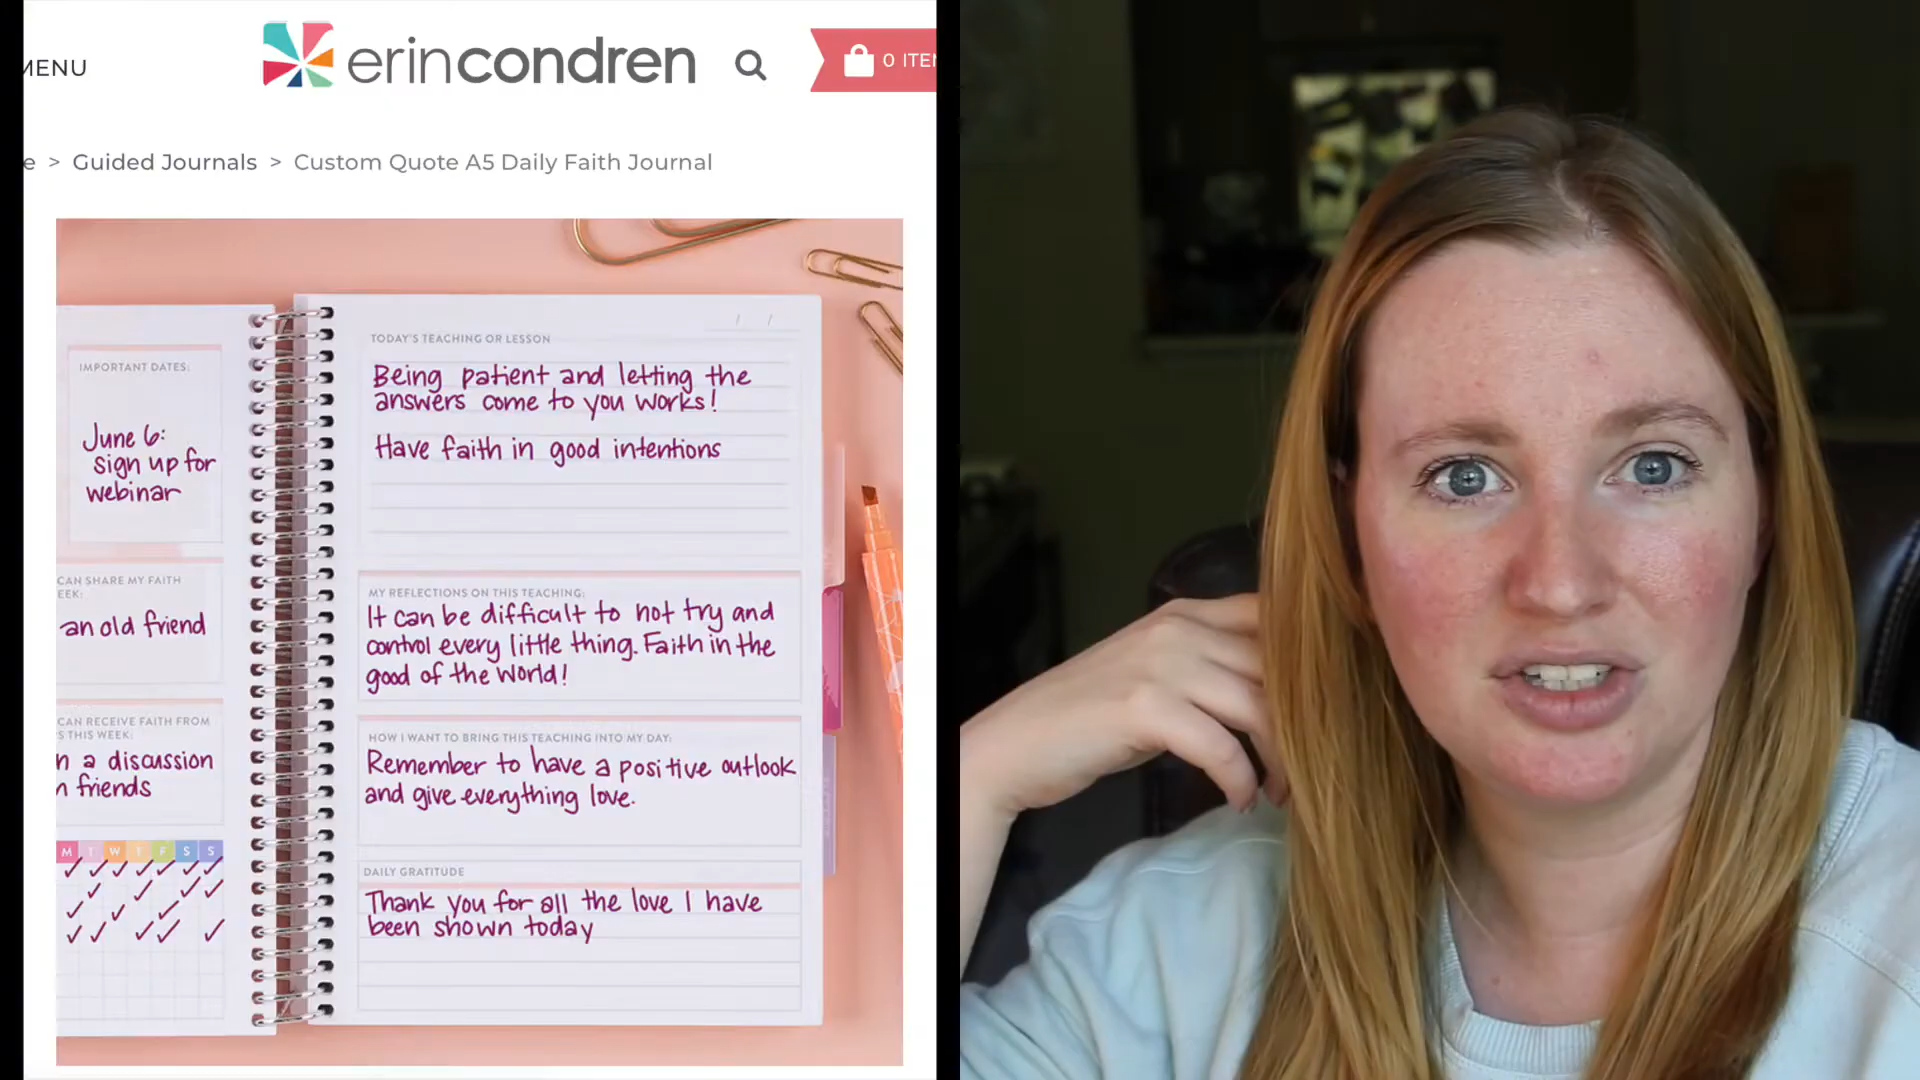 MENU
erincondren
0 ITEM
e > Guided Journals > Custom Quote A5 Daily Faith Journal
IMPORTANT DATES:
June 6:
sign up for
webinar
CAN SHARE MY FAITH
EEK:
an old friend
CAN RECEIVE FAITH FROM
S THIS WEEK:
n a discussion
n friends
M T W T F S S
/ /
TODAY'S TEACHING OR LESSON
Being patient and letting the
answers come to you works!
Have faith in good intentions
MY REFLECTIONS ON THIS TEACHING:
It can be difficult to not try and
control every little thing. Faith in the
good of the world!
HOW I WANT TO BRING THIS TEACHING INTO MY DAY:
Remember to have a positive outlook
and give everything love.
DAILY GRATITUDE
Thank you for all the love I have
been shown today